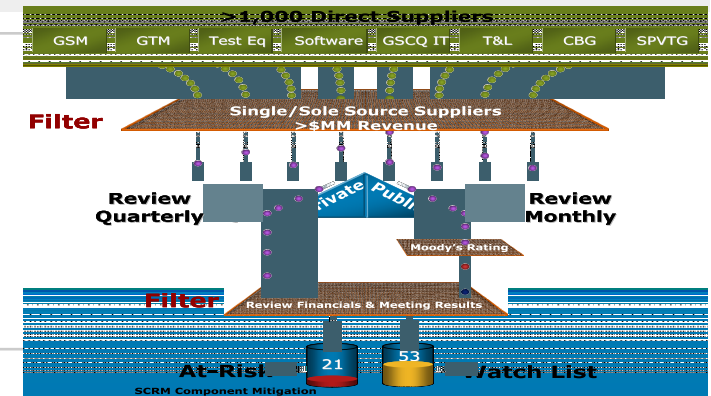 >1,000 Direct Suppliers
GSM GTM Test Eq Software GSCQ IT T&L CBG SPVTG
Single/Sole Source Suppliers
>$MM Revenue
Filter
Review
Quarterly
Review
Monthly
Moody's Rating
Filter
Review Financials & Meeting Results
21
53
List
SCRM Component Mitigation